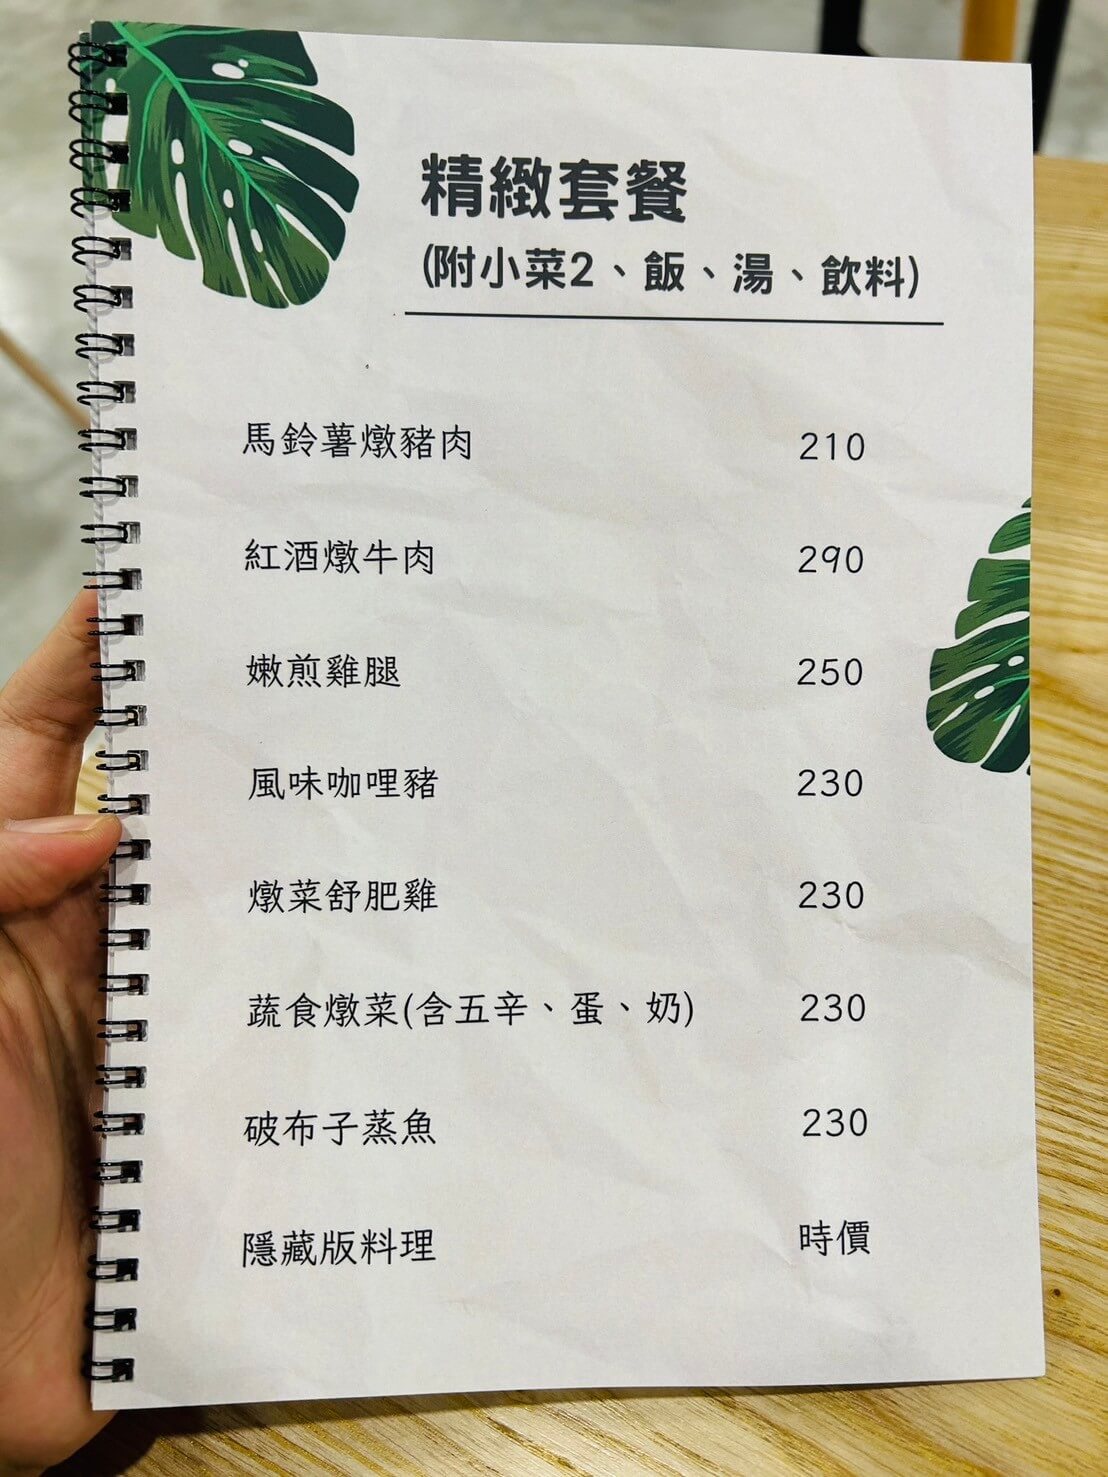 精緻套餐
(附小菜2、飯、湯、飲料)
馬鈴薯燉豬肉 210
紅酒燉牛肉 290
嫩煎雞腿 250
風味咖哩豬 230
燉菜舒肥雞 230
蔬食燉菜(含五辛、蛋、奶) 230
破布子蒸魚 230
隱藏版料理 時價